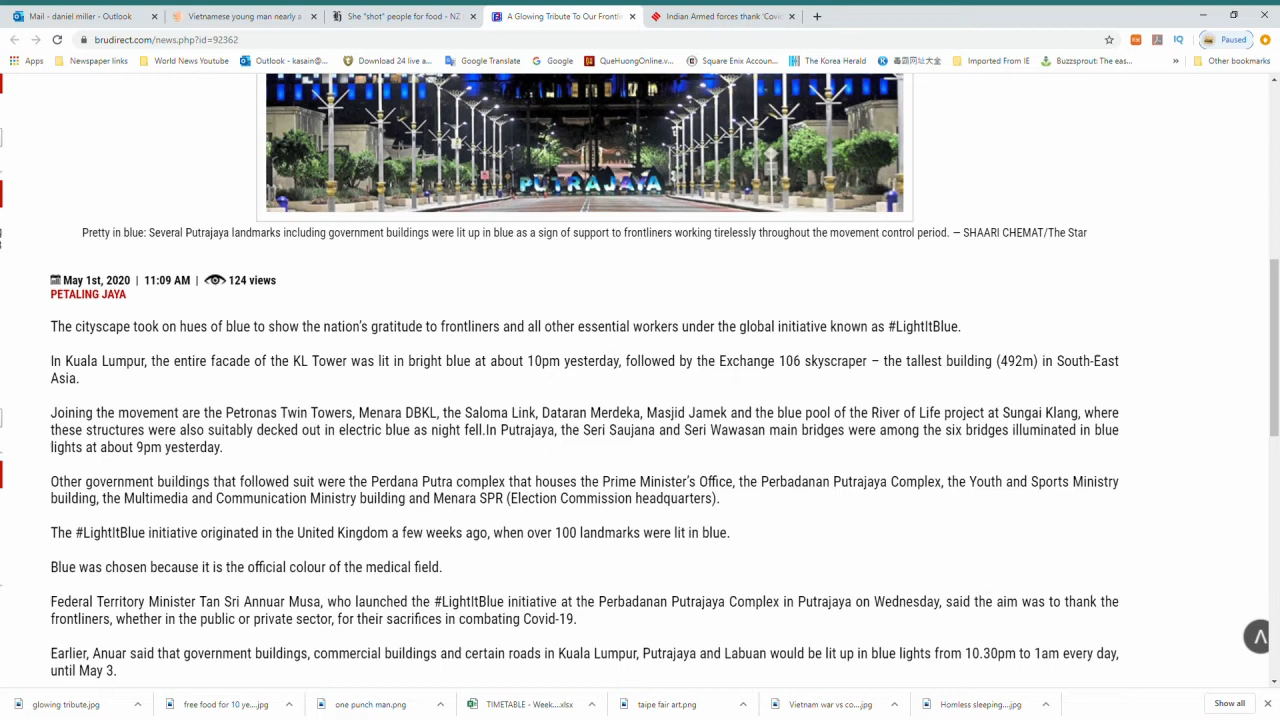 Mail - daniel miller - Outlook
Vietnamese young man nearly a
She "shot" people for food - NZ
A Glowing Tribute To Our Frontl
Indian Armed forces thank 'Covid
brudirect.com/news.php?id=92362
Paused
Apps
Newspaper links
World News Youtube
Outlook - kasain@...
Download 24 live a...
Google Translate
Google
QueHuongOnline.v...
Square Enix Accoun...
The Korea Herald
毒霸网址大全
Imported From IE
Buzzsprout: The eas...
»
Other bookmarks
PUTRAJAYA
Pretty in blue: Several Putrajaya landmarks including government buildings were lit up in blue as a sign of support to frontliners working tirelessly throughout the movement control period. — SHAARI CHEMAT/The Star
May 1st, 2020 | 11:09 AM | 124 views
PETALING JAYA
The cityscape took on hues of blue to show the nation's gratitude to frontliners and all other essential workers under the global initiative known as #LightItBlue.
In Kuala Lumpur, the entire facade of the KL Tower was lit in bright blue at about 10pm yesterday, followed by the Exchange 106 skyscraper – the tallest building (492m) in South-East
Asia.
Joining the movement are the Petronas Twin Towers, Menara DBKL, the Saloma Link, Dataran Merdeka, Masjid Jamek and the blue pool of the River of Life project at Sungai Klang, where
these structures were also suitably decked out in electric blue as night fell.In Putrajaya, the Seri Saujana and Seri Wawasan main bridges were among the six bridges illuminated in blue
lights at about 9pm yesterday.
Other government buildings that followed suit were the Perdana Putra complex that houses the Prime Minister's Office, the Perbadanan Putrajaya Complex, the Youth and Sports Ministry
building, the Multimedia and Communication Ministry building and Menara SPR (Election Commission headquarters).
The #LightItBlue initiative originated in the United Kingdom a few weeks ago, when over 100 landmarks were lit in blue.
Blue was chosen because it is the official colour of the medical field.
Federal Territory Minister Tan Sri Annuar Musa, who launched the #LightItBlue initiative at the Perbadanan Putrajaya Complex in Putrajaya on Wednesday, said the aim was to thank the
frontliners, whether in the public or private sector, for their sacrifices in combating Covid-19.
Earlier, Anuar said that government buildings, commercial buildings and certain roads in Kuala Lumpur, Putrajaya and Labuan would be lit up in blue lights from 10.30pm to 1am every day,
until May 3.
glowing tribute.jpg
free food for 10 ye....jpg
one punch man.png
TIMETABLE - Week....xlsx
taipe fair art.png
Vietnam war vs co....jpg
Homless sleeping....jpg
Show all